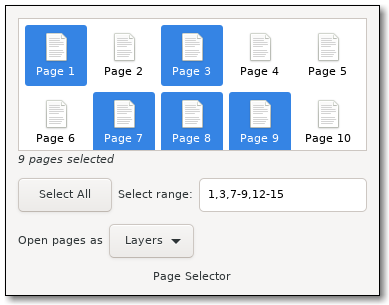 Page 1 Page 2 Page 3 Page 4 Page 5
Page 6 Page 7 Page 8 Page 9 Page 10
9 pages selected
Select All Select range: 1,3,7-9,12-15
Open pages as Layers
Page Selector